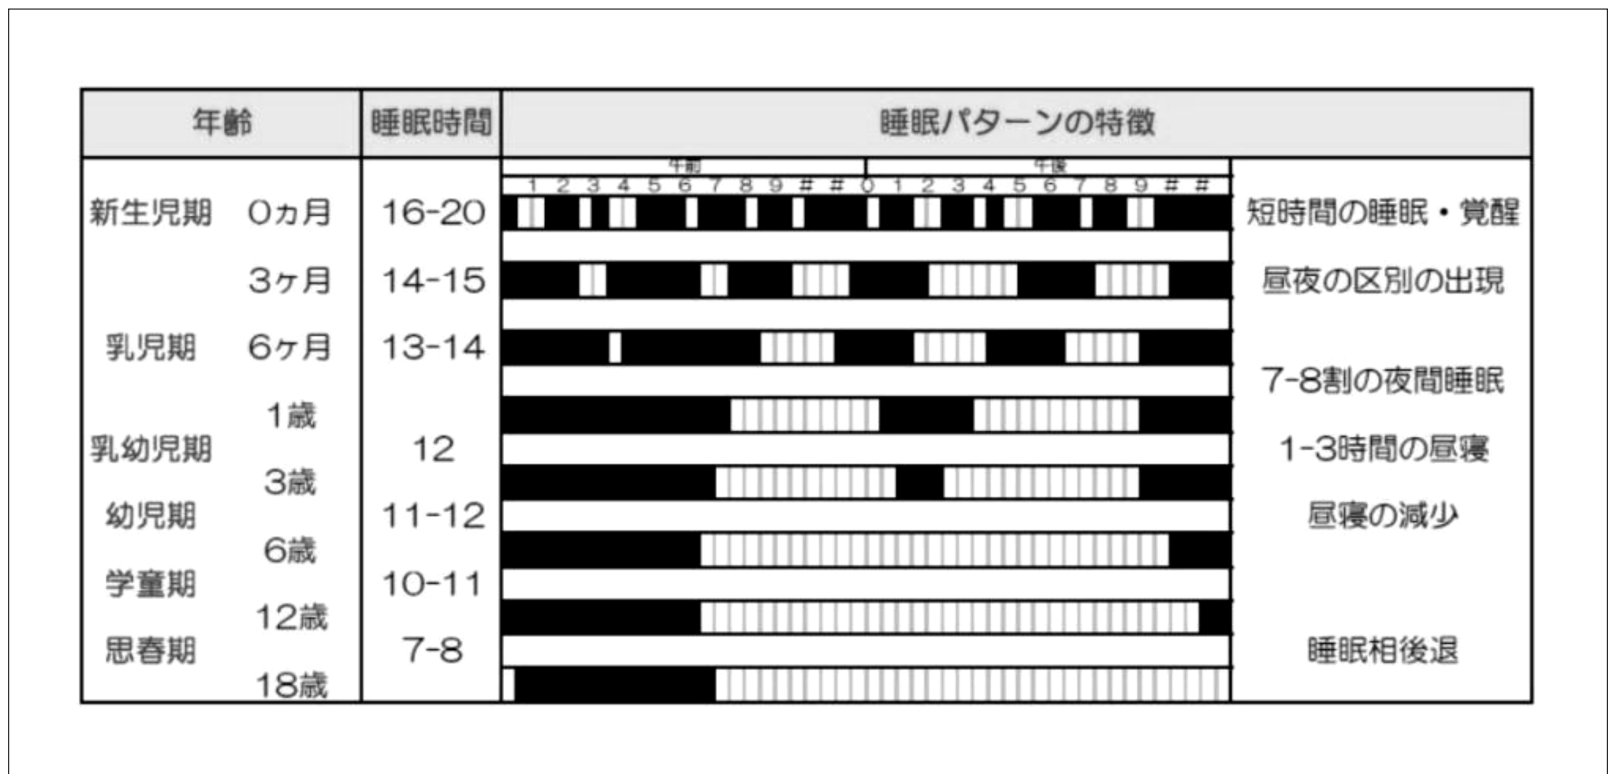 年齢 睡眠時間 睡眠パターンの特徴
午前 午後
1 2 3 4 5 6 7 8 9 # # 0 1 2 3 4 5 6 7 8 9 # #
新生児期 0ヵ月 16-20 短時間の睡眠・覚醒
3ヶ月 14-15 昼夜の区別の出現
乳児期 6ヶ月 13-14
7-8割の夜間睡眠
1歳
乳幼児期 12 1-3時間の昼寝
3歳
幼児期 11-12 昼寝の減少
6歳
学童期 10-11
12歳
思春期 7-8 睡眠相後退
18歳